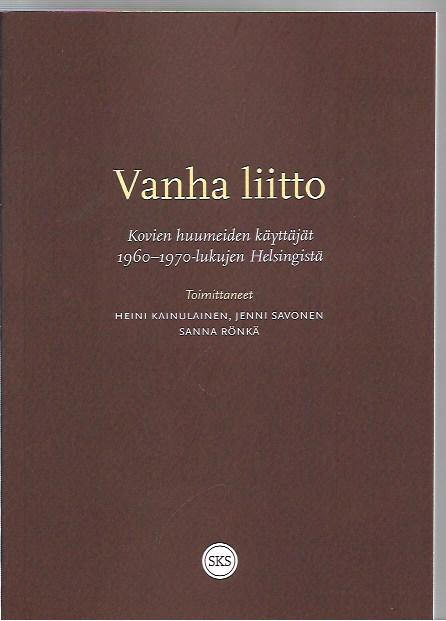 Vanha liitto
Kovien huumeiden käyttäjät
1960–1970-lukujen Helsingistä
Toimittaneet
HEINI KAINULAINEN, JENNI SAVONEN
SANNA RÖNKÄ
SKS